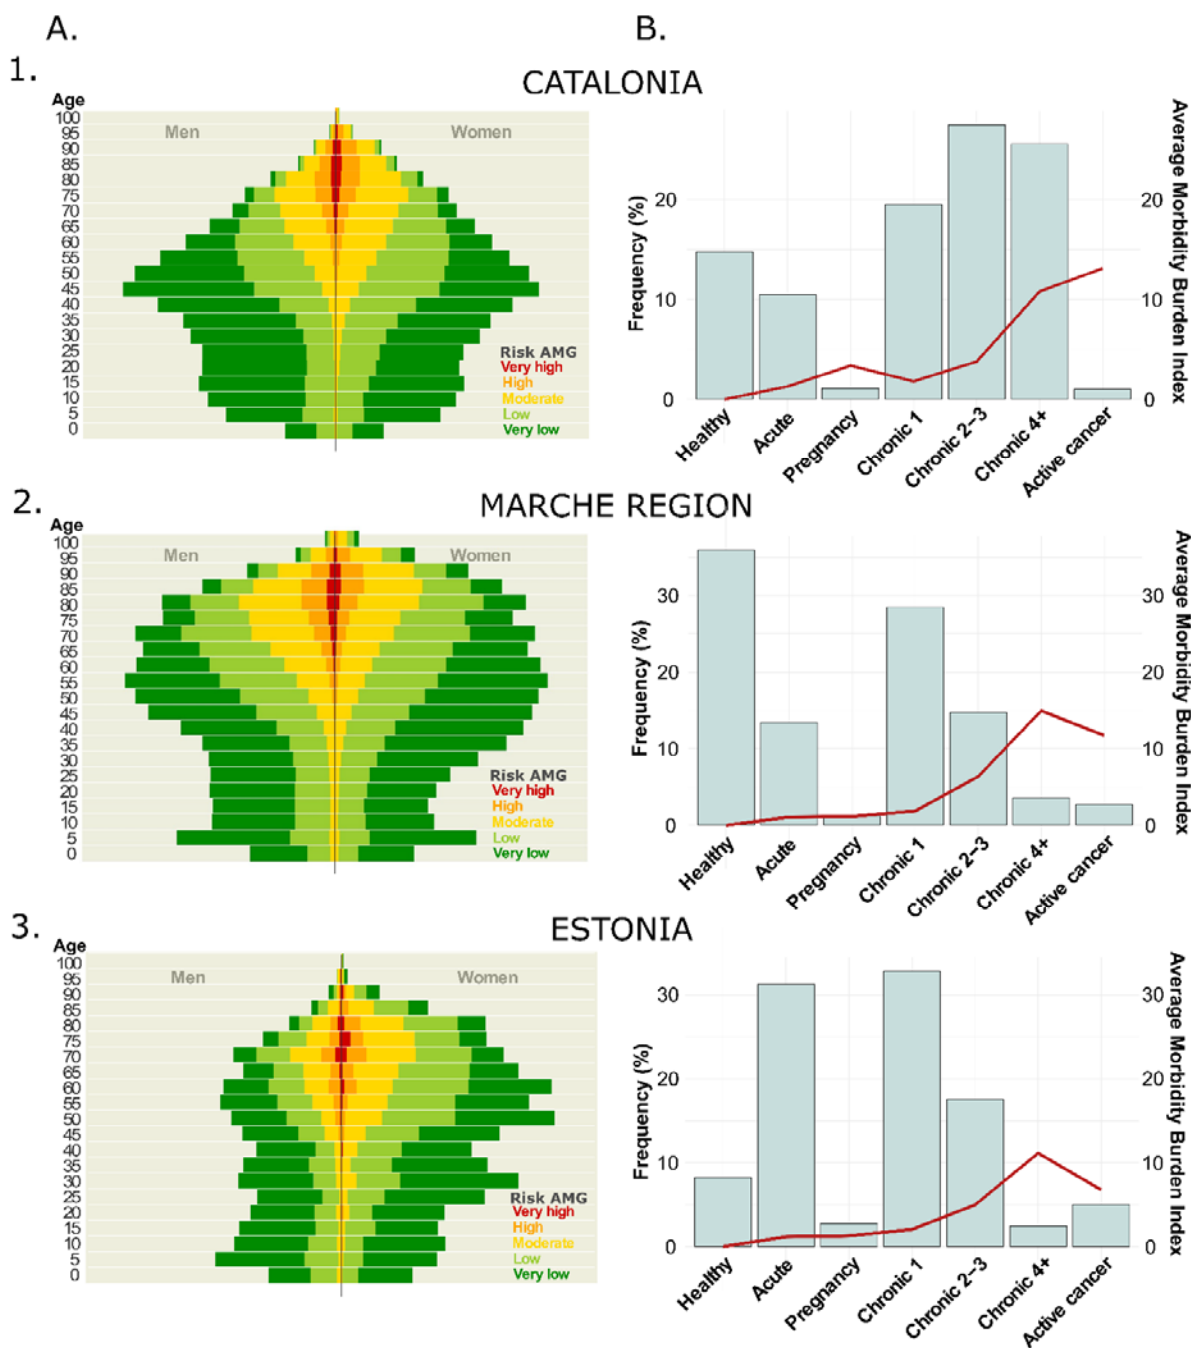 A.
B.
1.
CATALONIA
Age
Men
Women
100
95
90
85
80
75
70
65
60
55
50
45
40
35
30
25
20
15
10
5
0
Risk AMG
Very high
High
Moderate
Low
Very low
Frequency (%)
20
10
0
20
10
0
Average Morbidity Burden Index
Healthy
Acute
Pregnancy
Chronic 1
Chronic 2–3
Chronic 4+
Active cancer
2.
MARCHE REGION
Age
Men
Women
100
95
90
85
80
75
70
65
60
55
50
45
40
35
30
25
20
15
10
5
0
Risk AMG
Very high
High
Moderate
Low
Very low
Frequency (%)
30
20
10
0
30
20
10
0
Average Morbidity Burden Index
Healthy
Acute
Pregnancy
Chronic 1
Chronic 2–3
Chronic 4+
Active cancer
3.
ESTONIA
Age
Men
Women
100
95
90
85
80
75
70
65
60
55
50
45
40
35
30
25
20
15
10
5
0
Risk AMG
Very high
High
Moderate
Low
Very low
Frequency (%)
30
20
10
0
30
20
10
0
Average Morbidity Burden Index
Healthy
Acute
Pregnancy
Chronic 1
Chronic 2–3
Chronic 4+
Active cancer